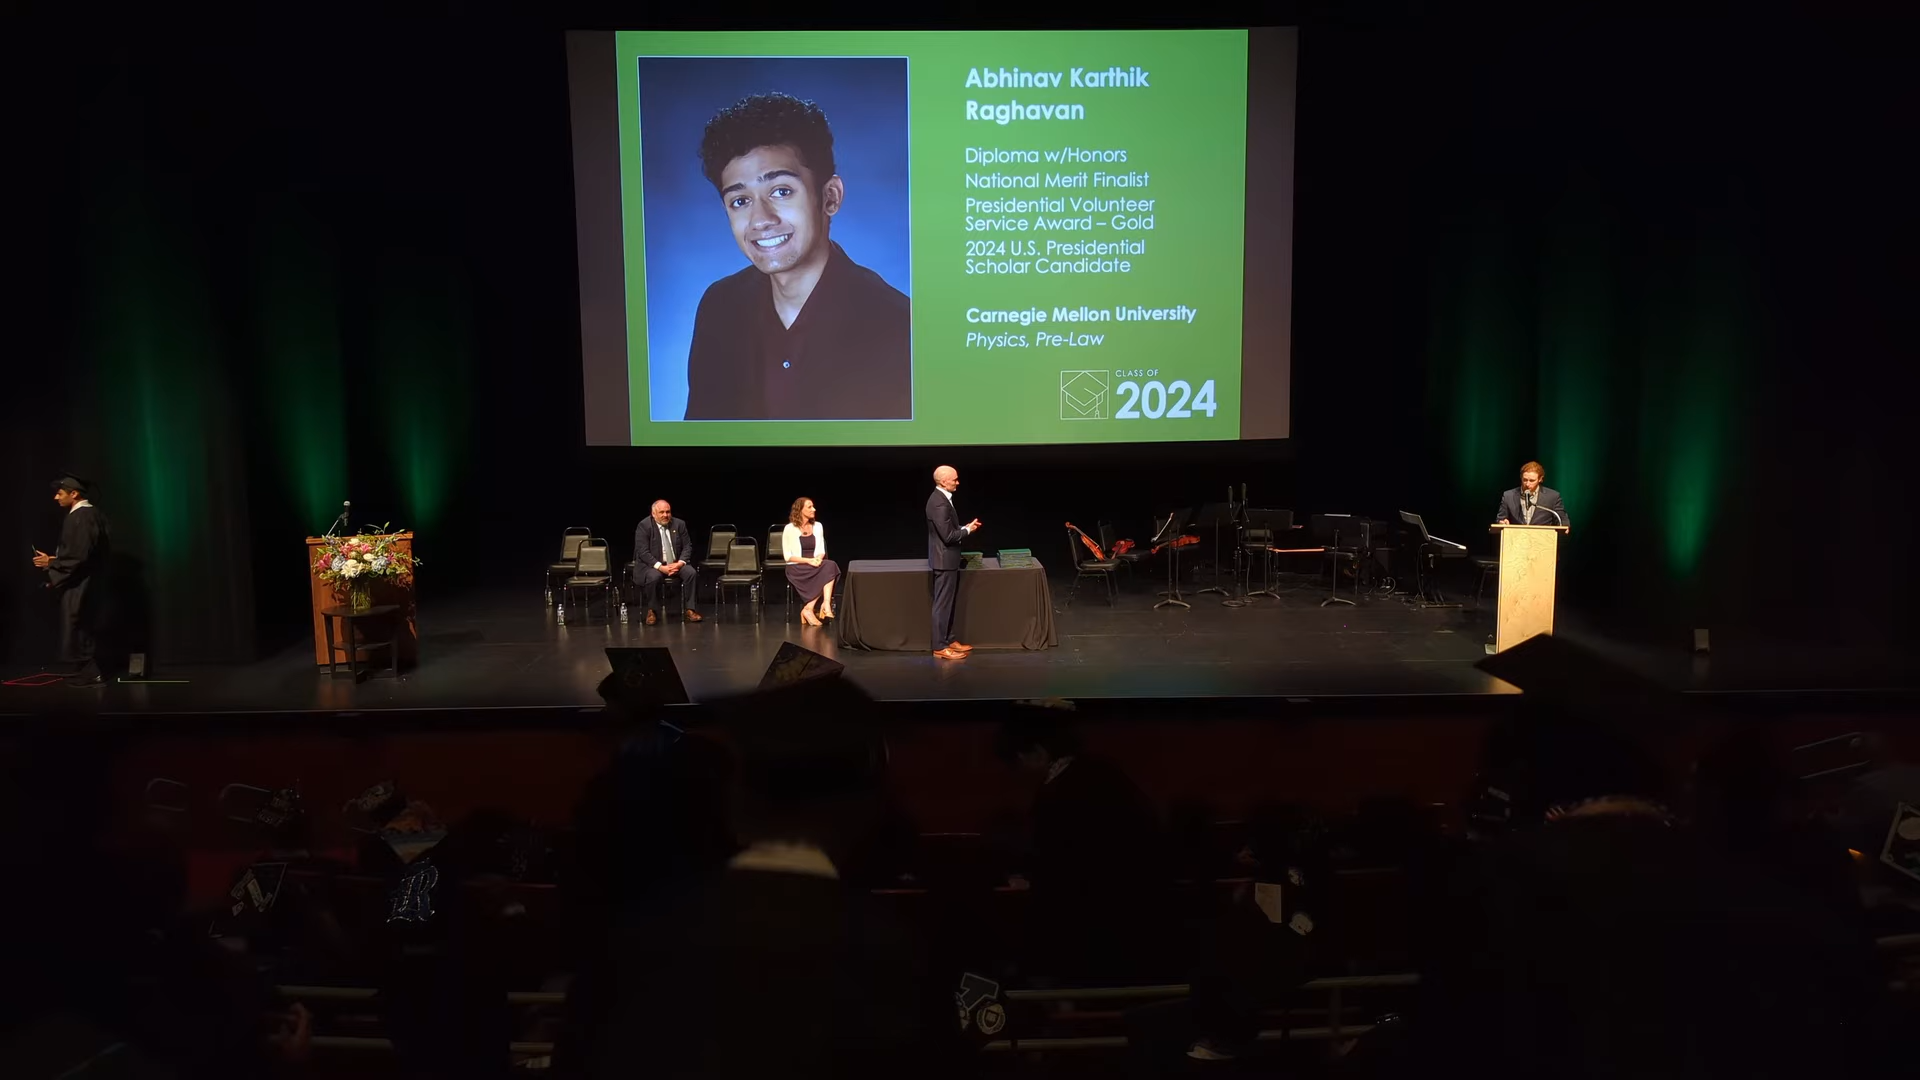 Abhinav Karthik
Raghavan
Diploma w/Honors
National Merit Finalist
Presidential Volunteer
Service Award – Gold
2024 U.S. Presidential
Scholar Candidate
Carnegie Mellon University
Physics, Pre-Law
CLASS OF
2024
R